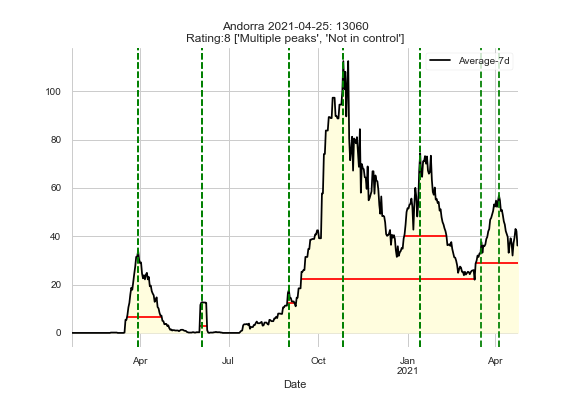 Andorra 2021-04-25: 13060
Rating:8 ['Multiple peaks', 'Not in control']
Average-7d
100
80
60
40
20
0
Apr
Jul
Oct
Jan
2021
Apr
Date